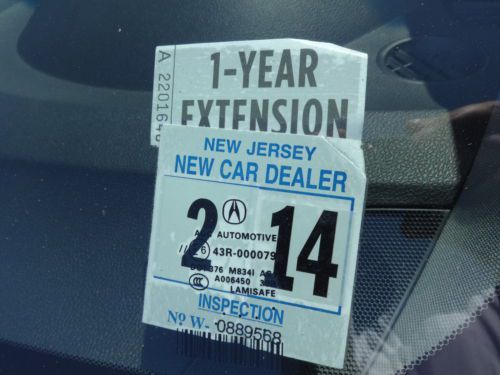 1-YEAR
A 220164
EXTENSION
NEW JERSEY
NEW CAR DEALER
2 14
AUTOMOTIVE
43R-000079
M834I
A006450
LAMISAFE
INSPECTION
No W- 0889558